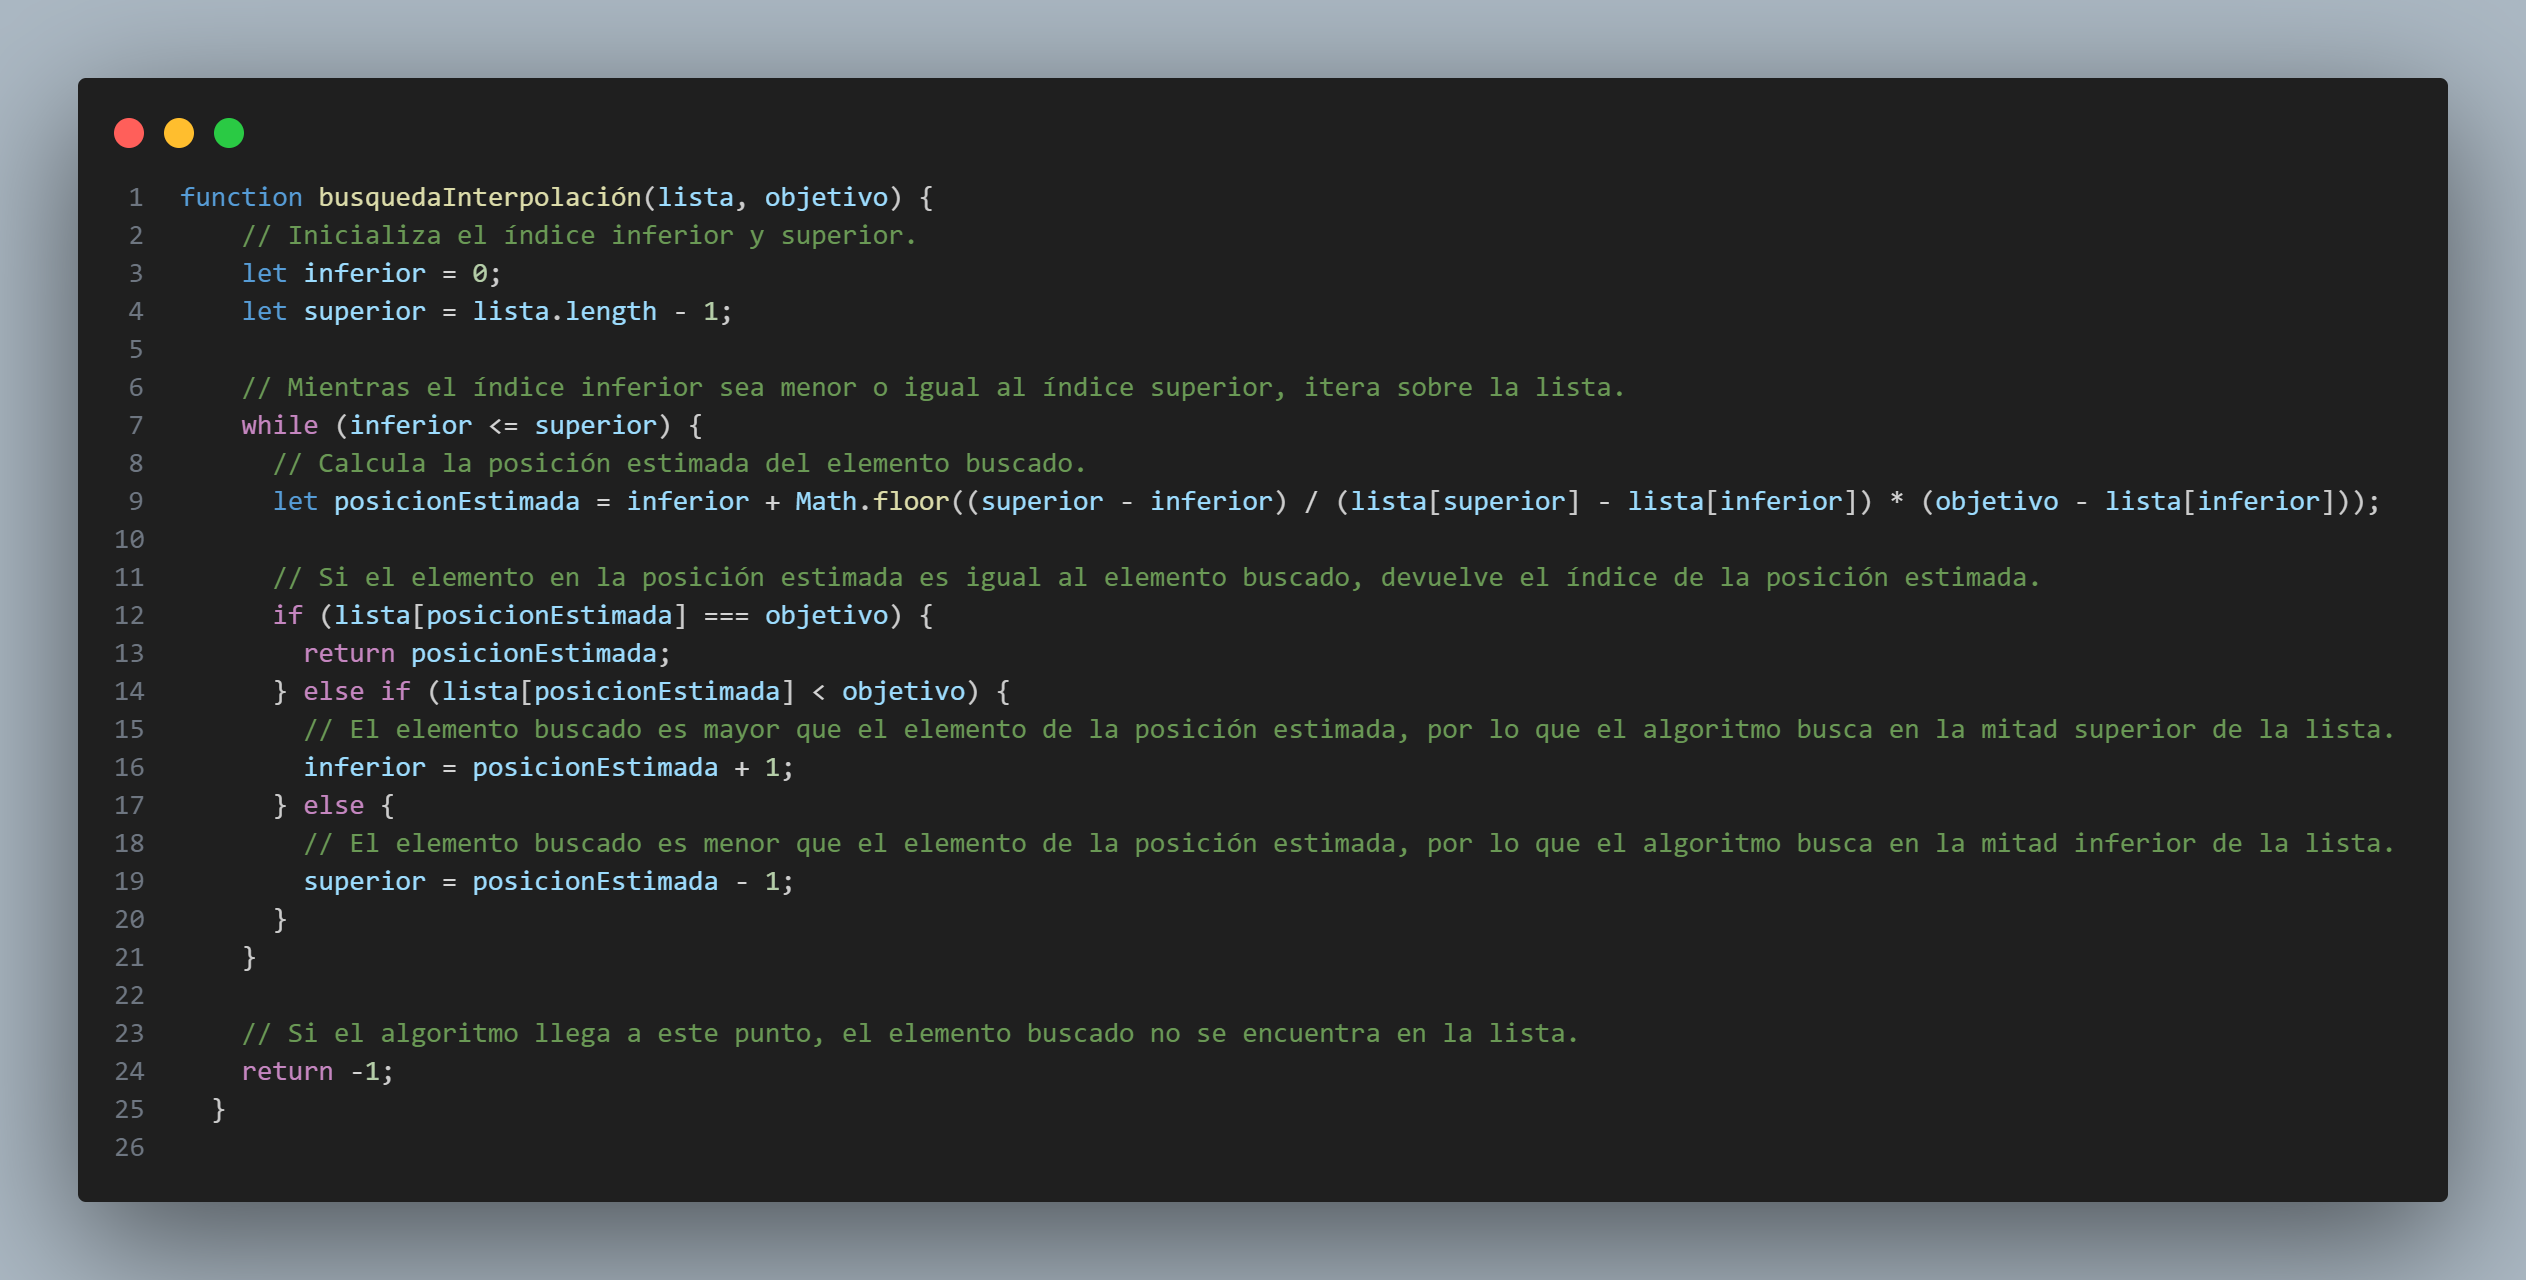 1 function busquedaInterpolación(lista, objetivo) {
2 // Inicializa el índice inferior y superior.
3 let inferior = 0;
4 let superior = lista.length - 1;
5
6 // Mientras el índice inferior sea menor o igual al índice superior, itera sobre la lista.
7 while (inferior <= superior) {
8 // Calcula la posición estimada del elemento buscado.
9 let posicionEstimada = inferior + Math.floor((superior - inferior) / (lista[superior] - lista[inferior]) * (objetivo - lista[inferior]));
10
11 // Si el elemento en la posición estimada es igual al elemento buscado, devuelve el índice de la posición estimada.
12 if (lista[posicionEstimada] === objetivo) {
13 return posicionEstimada;
14 } else if (lista[posicionEstimada] < objetivo) {
15 // El elemento buscado es mayor que el elemento de la posición estimada, por lo que el algoritmo busca en la mitad superior de la lista.
16 inferior = posicionEstimada + 1;
17 } else {
18 // El elemento buscado es menor que el elemento de la posición estimada, por lo que el algoritmo busca en la mitad inferior de la lista.
19 superior = posicionEstimada - 1;
20 }
21 }
22
23 // Si el algoritmo llega a este punto, el elemento buscado no se encuentra en la lista.
24 return -1;
25 }
26